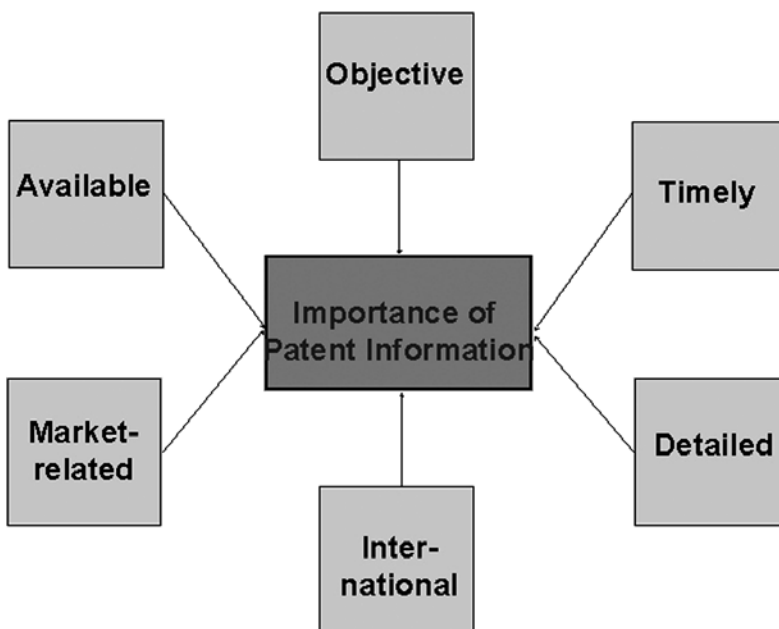 Objective
Available
Timely
Importance of
Patent Information
Market-
related
Detailed
Inter-
national